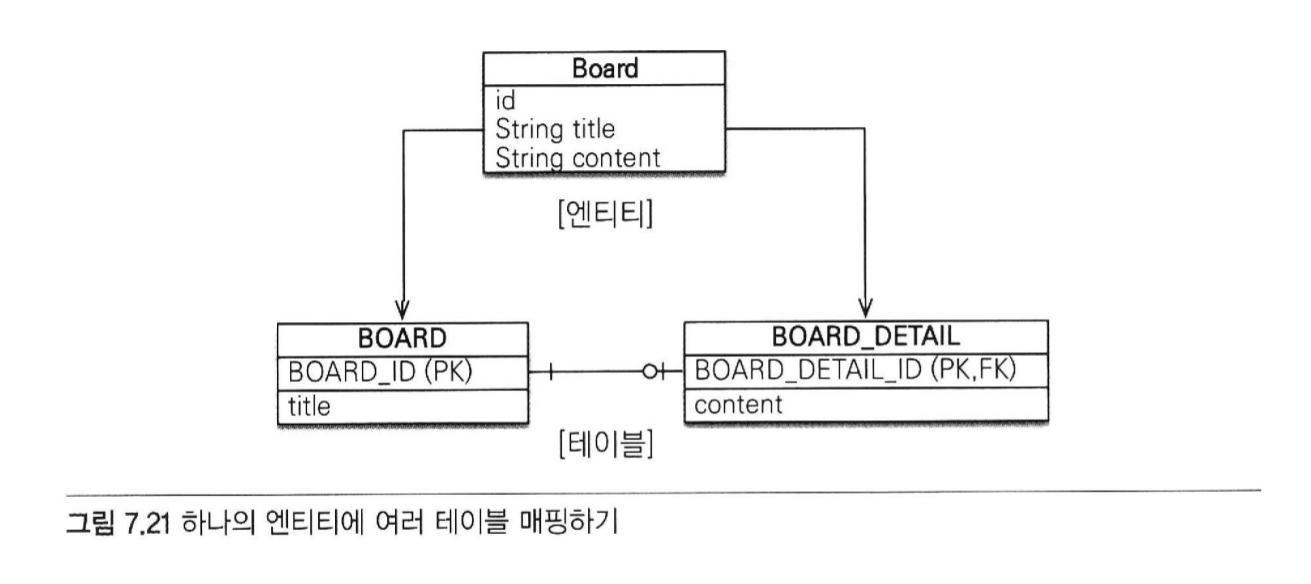 Board
id
String title
String content
[엔티티]
BOARD
BOARD_ID (PK)
title
BOARD_DETAIL
BOARD_DETAIL_ID (PK,FK)
content
[테이블]
그림 7.21 하나의 엔티티에 여러 테이블 매핑하기